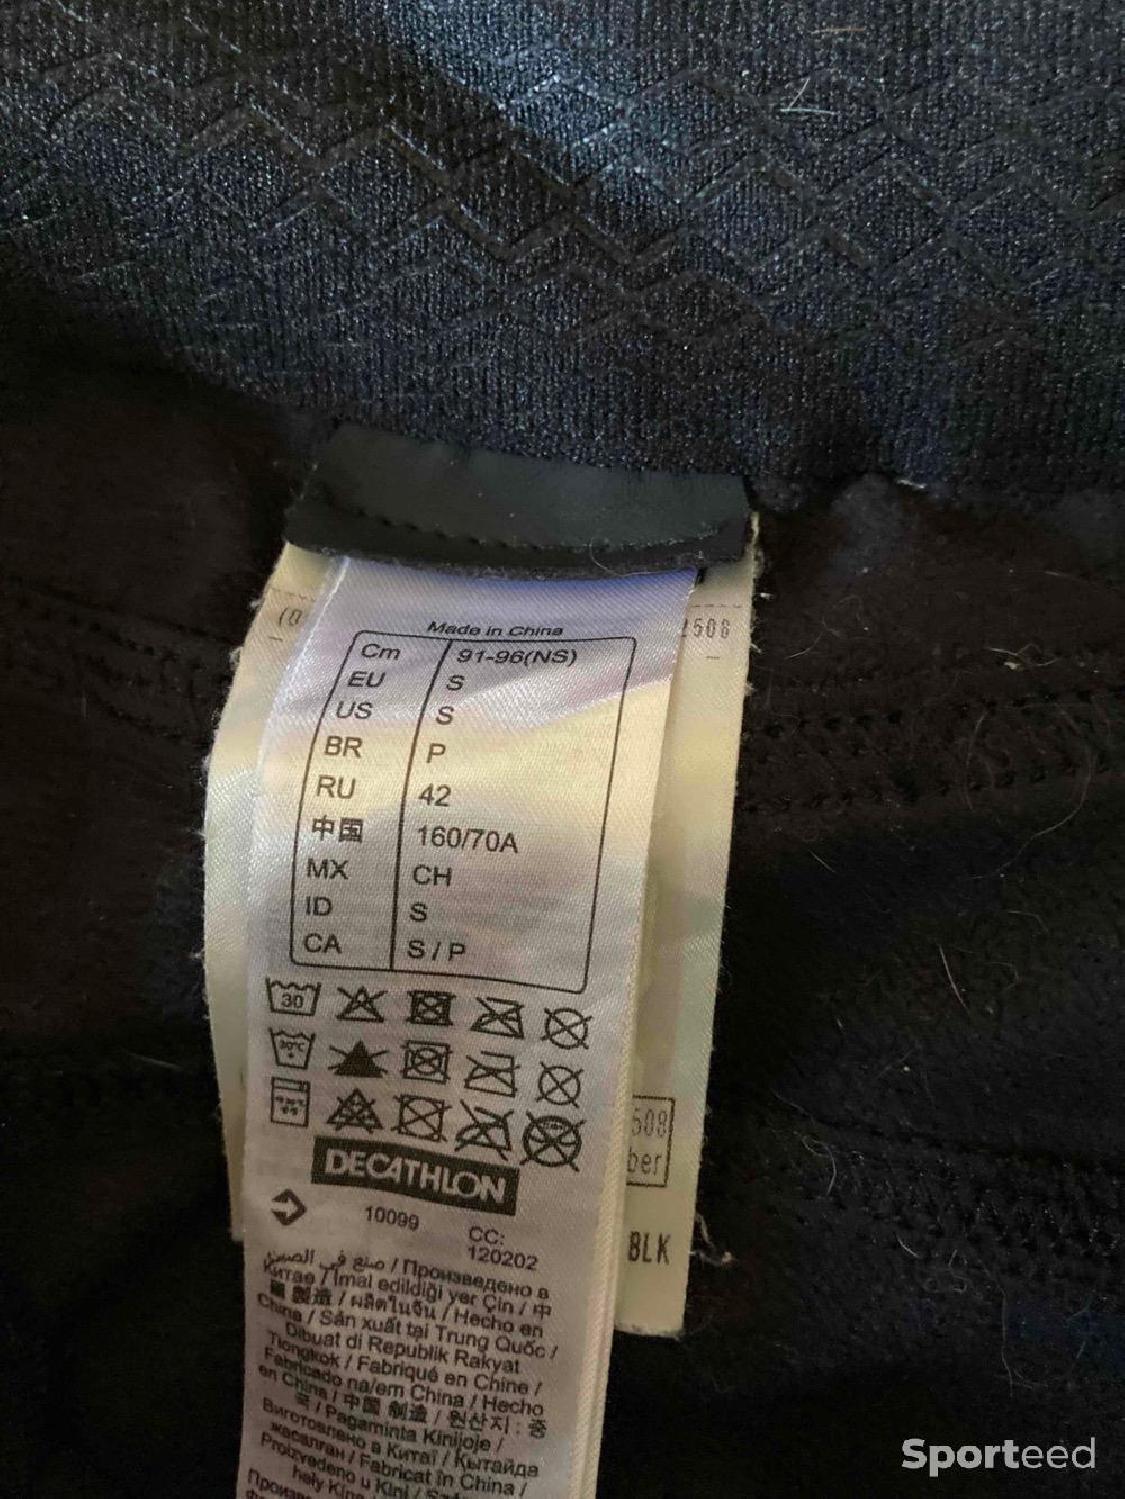 Made in China
Cm 91-96(NS)
EU S
US S
BR P
RU 42
中国 160/70A
MX CH
ID S
CA S / P
30
DECATHLON
10099
CC:
120202
صنع في الصين / Произведено в
Китае / İmal edildiği yer Çin / 中
製造 / ผลิตในจีน / Hecho en
China / Sản xuất tại Trung Quốc /
Dibuat di Republik Rakyat
Tiongkok / Fabriqué en Chine /
Fabricado na/em China / Hecho
en China / 中国 制造 / 원산지 : 중
/ Pagaminta Kinijoje /
Виготовлено в Китаї / Қытайда
жасалған / Fabricat în China /
Proizvedeno u Kini /
508
BLK
Sporteed